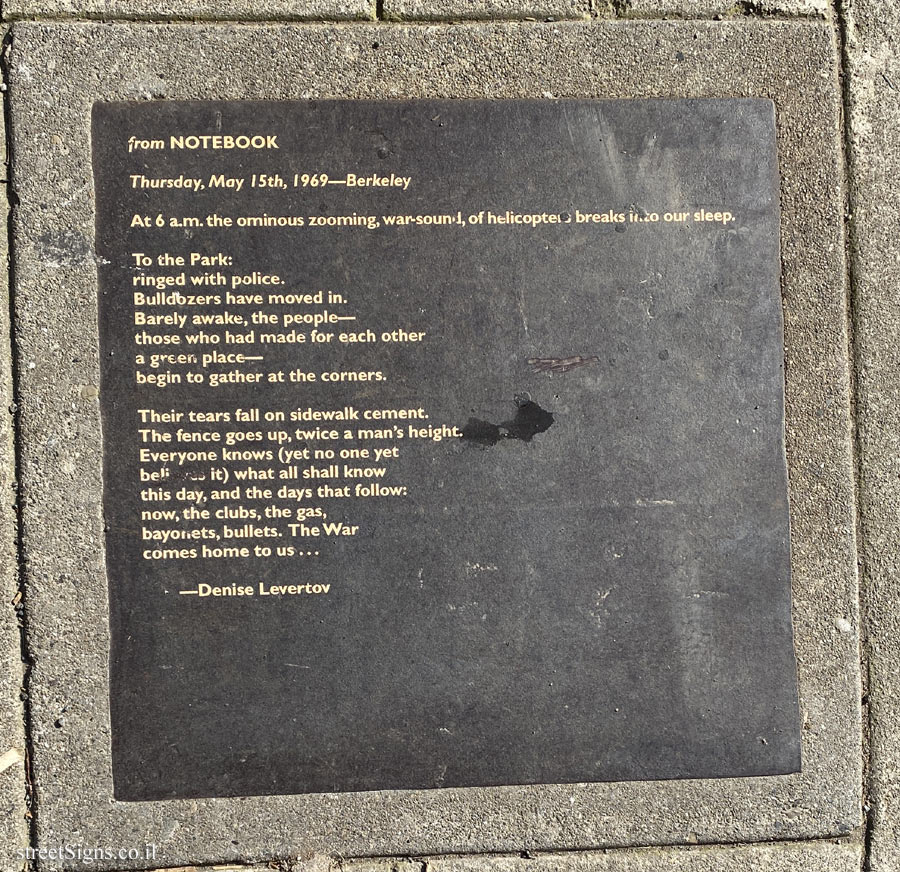 from NOTEBOOK
Thursday, May 15th, 1969—Berkeley
At 6 a.m. the ominous zooming, war-sound, of helicopters breaks into our sleep.
To the Park:
ringed with police.
Bulldozers have moved in.
Barely awake, the people—
those who had made for each other
a green place—
begin to gather at the corners.
Their tears fall on sidewalk cement.
The fence goes up, twice a man's height.
Everyone knows (yet no one yet
believes it) what all shall know
this day, and the days that follow:
now, the clubs, the gas,
bayonets, bullets. The War
comes home to us . . .
—Denise Levertov
streetSigns.co.il